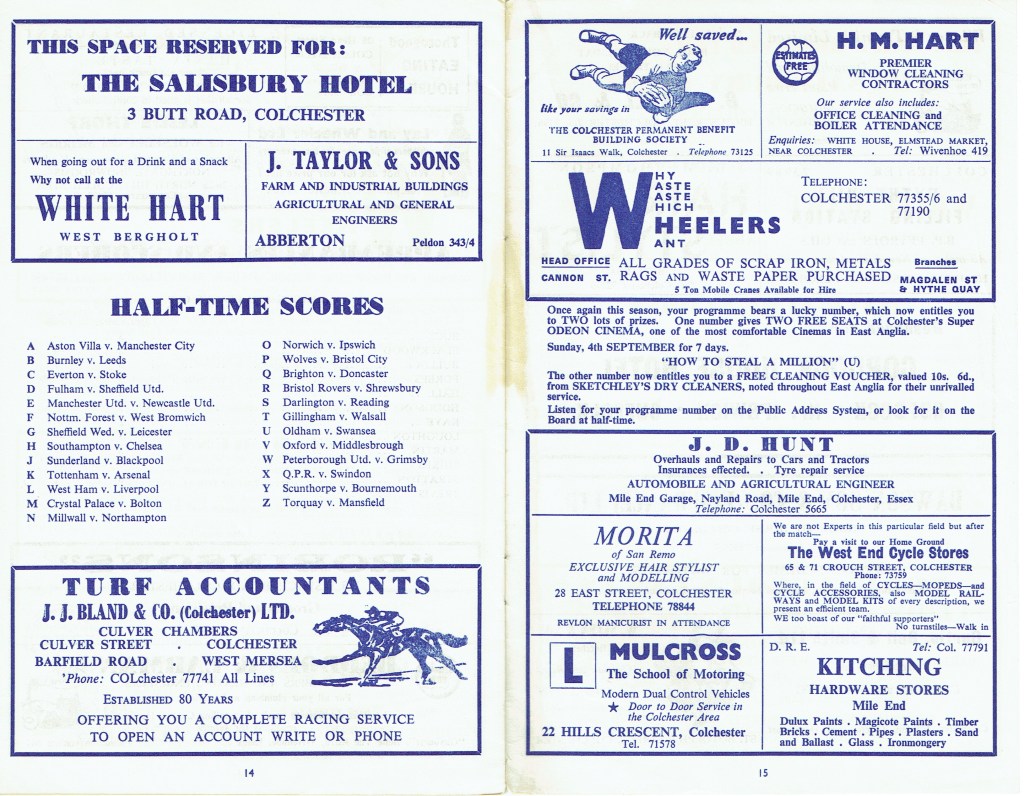 THIS SPACE RESERVED FOR:
THE SALISBURY HOTEL
3 BUTT ROAD, COLCHESTER
When going out for a Drink and a Snack
Why not call at the
WHITE HART
WEST BERGHOLT
J. TAYLOR & SONS
FARM AND INDUSTRIAL BUILDINGS
AGRICULTURAL AND GENERAL
ENGINEERS
ABBERTON Peldon 343/4
HALF-TIME SCORES
A Aston Villa v. Manchester City
B Burnley v. Leeds
C Everton v. Stoke
D Fulham v. Sheffield Utd.
E Manchester Utd. v. Newcastle Utd.
F Nottm. Forest v. West Bromwich
G Sheffield Wed. v. Leicester
H Southampton v. Chelsea
J Sunderland v. Blackpool
K Tottenham v. Arsenal
L West Ham v. Liverpool
M Crystal Palace v. Bolton
N Millwall v. Northampton
O Norwich v. Ipswich
P Wolves v. Bristol City
Q Brighton v. Doncaster
R Bristol Rovers v. Shrewsbury
S Darlington v. Reading
T Gillingham v. Walsall
U Oldham v. Swansea
V Oxford v. Middlesbrough
W Peterborough Utd. v. Grimsby
X Q.P.R. v. Swindon
Y Scunthorpe v. Bournemouth
Z Torquay v. Mansfield
TURF ACCOUNTANTS
J. J. BLAND & CO. (Colchester) LTD.
CULVER CHAMBERS
CULVER STREET . COLCHESTER
BARFIELD ROAD . WEST MERSEA
'Phone: COLchester 77741 All Lines
ESTABLISHED 80 YEARS
OFFERING YOU A COMPLETE RACING SERVICE
TO OPEN AN ACCOUNT WRITE OR PHONE
14
Well saved...
like your savings in
THE COLCHESTER PERMANENT BENEFIT
BUILDING SOCIETY
11 Sir Isaacs Walk, Colchester . Telephone 73125
ESTIMATES
FREE
H. M. HART
PREMIER
WINDOW CLEANING
CONTRACTORS
Our service also includes:
OFFICE CLEANING and
BOILER ATTENDANCE
Enquiries: WHITE HOUSE, ELMSTEAD MARKET,
NEAR COLCHESTER . Tel: Wivenhoe 419
WHY
ASTE
ASTE
HICH
HEELERS
ANT
TELEPHONE:
COLCHESTER 77355/6 and
77190
HEAD OFFICE
CANNON ST.
ALL GRADES OF SCRAP IRON, METALS
RAGS AND WASTE PAPER PURCHASED
5 Ton Mobile Cranes Available for Hire
Branches
MAGDALEN ST
& HYTHE QUAY
Once again this season, your programme bears a lucky number, which now entitles you
to TWO lots of prizes. One number gives TWO FREE SEATS at Colchester's Super
ODEON CINEMA, one of the most comfortable Cinemas in East Anglia.
Sunday, 4th SEPTEMBER for 7 days.
"HOW TO STEAL A MILLION" (U)
The other number now entitles you to a FREE CLEANING VOUCHER, valued 10s. 6d.,
from SKETCHLEY'S DRY CLEANERS, noted throughout East Anglia for their unrivalled
service.
Listen for your programme number on the Public Address System, or look for it on the
Board at half-time.
J. D. HUNT
Overhauls and Repairs to Cars and Tractors
Insurances effected. . Tyre repair service
AUTOMOBILE AND AGRICULTURAL ENGINEER
Mile End Garage, Nayland Road, Mile End, Colchester, Essex
Telephone: Colchester 5665
MORITA
of San Remo
EXCLUSIVE HAIR STYLIST
and MODELLING
28 EAST STREET, COLCHESTER
TELEPHONE 78844
REVLON MANICURIST IN ATTENDANCE
We are not Experts in this particular field but after
the match—
Pay a visit to our Home Ground
The West End Cycle Stores
65 & 71 CROUCH STREET, COLCHESTER
Phone: 73759
Where, in the field of CYCLES—MOPEDS—and
CYCLE ACCESSORIES, also MODEL RAIL-
WAYS and MODEL KITS of every description, we
present an efficient team.
WE too boast of our "faithful supporters"
No turnstiles—Walk in
L
MULCROSS
The School of Motoring
Modern Dual Control Vehicles
★ Door to Door Service in
the Colchester Area
22 HILLS CRESCENT, Colchester
Tel. 71578
D. R. E. Tel: Col. 77791
KITCHING
HARDWARE STORES
Mile End
Dulux Paints . Magicote Paints . Timber
Bricks . Cement . Pipes . Plasters . Sand
and Ballast . Glass . Ironmongery
15